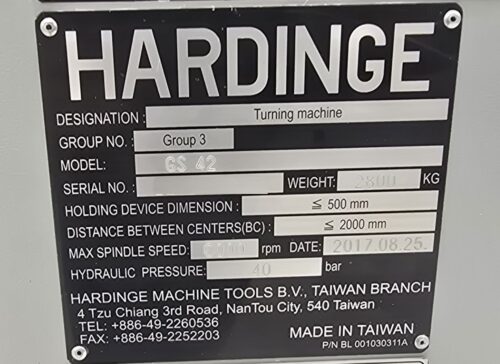 HARDINGE
DESIGNATION : Turning machine
GROUP NO. : Group 3
MODEL: GS 42
SERIAL NO. : WEIGHT: 2800 KG
HOLDING DEVICE DIMENSION : ≦ 500 mm
DISTANCE BETWEEN CENTERS(BC) : ≦ 2000 mm
MAX SPINDLE SPEED: rpm DATE: 2017.08.25.
HYDRAULIC PRESSURE: 40 bar
HARDINGE MACHINE TOOLS B.V., TAIWAN BRANCH
4 Tzu Chiang 3rd Road, NanTou City, 540 Taiwan
TEL: +886-49-2260536
FAX: +886-49-2252203
MADE IN TAIWAN
P/N BL 001030311A